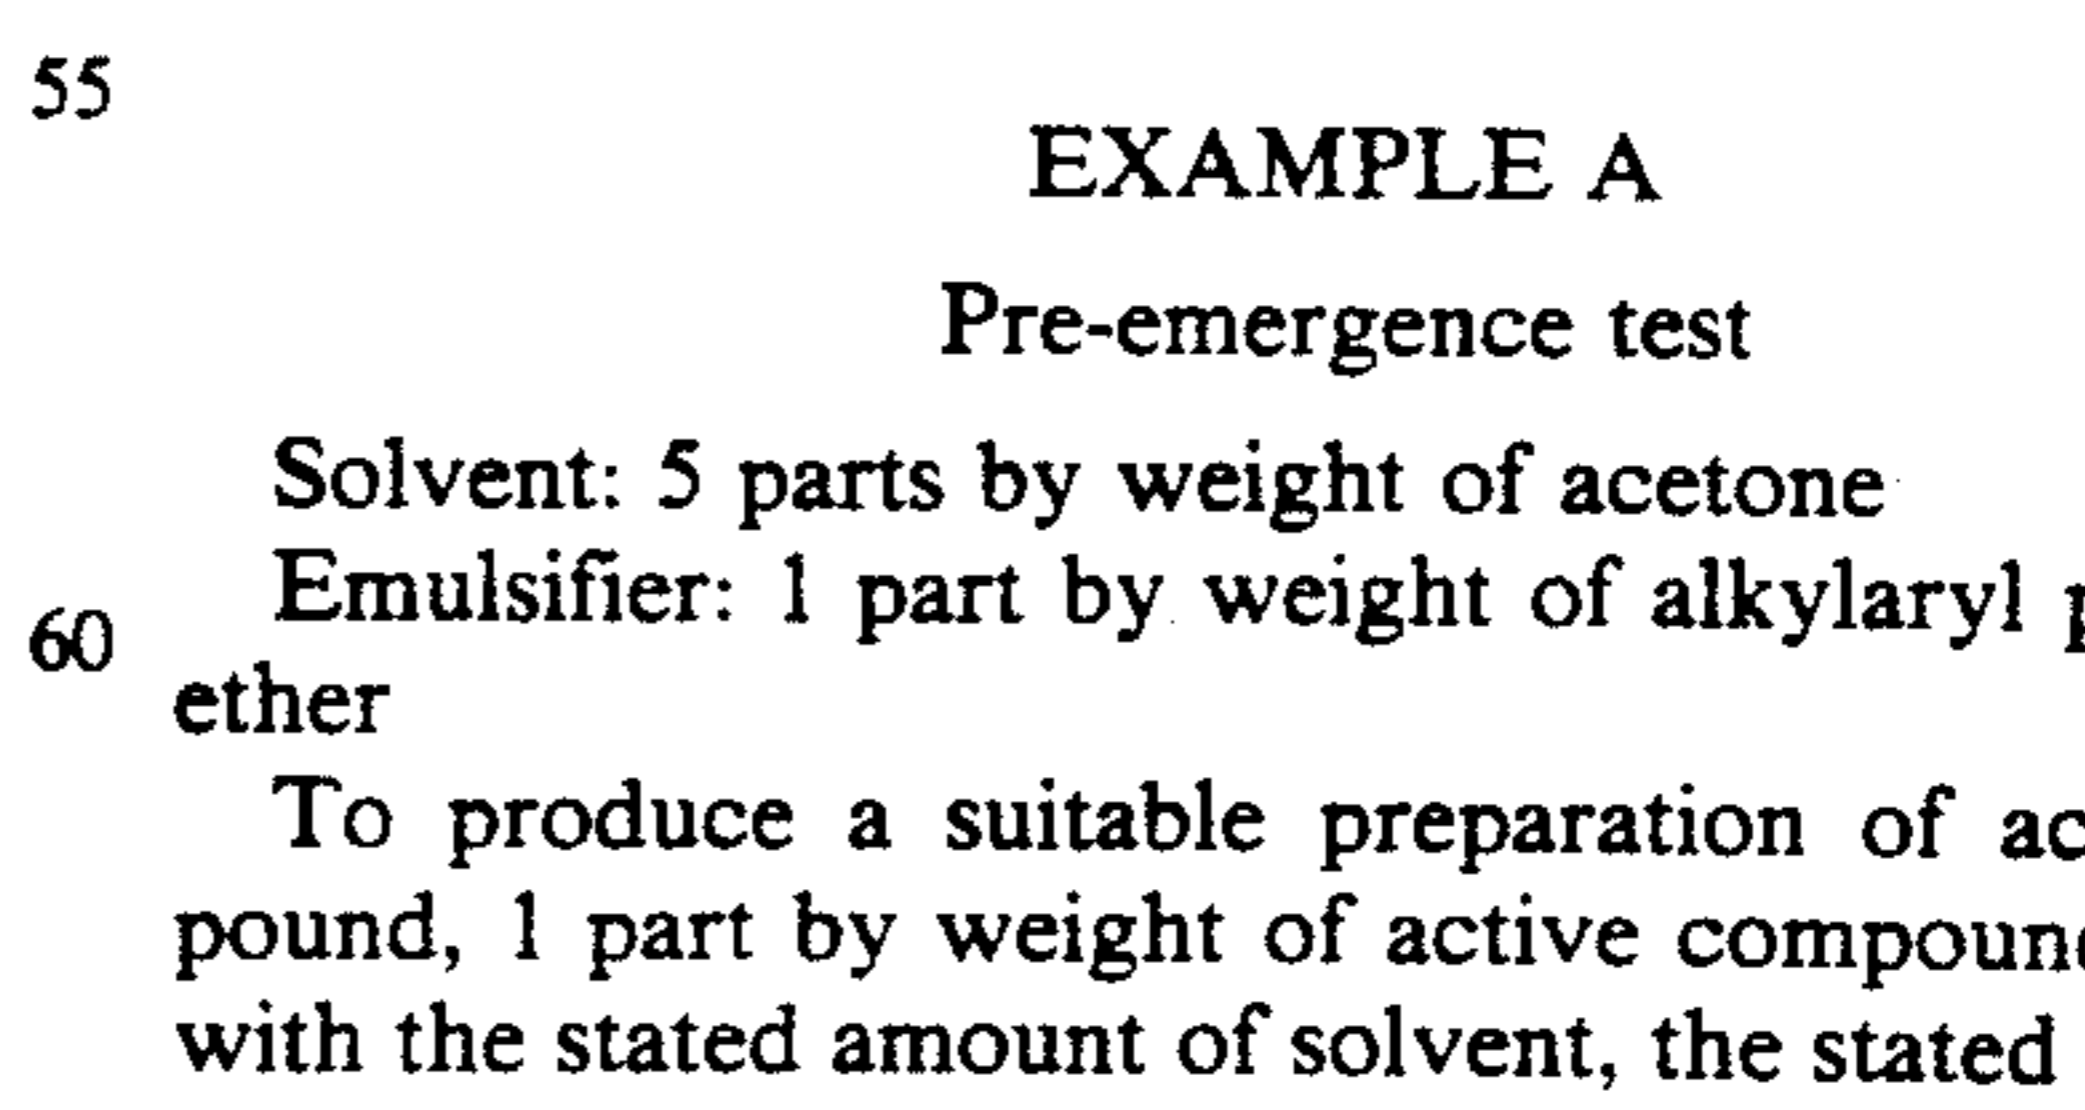 55
EXAMPLE A
Pre-emergence test
Solvent: 5 parts by weight of acetone
Emulsifier: 1 part by weight of alkylaryl
60
ether
To produce a suitable preparation of
pound, 1 part by weight of active
with the stated amount of solvent, the stated